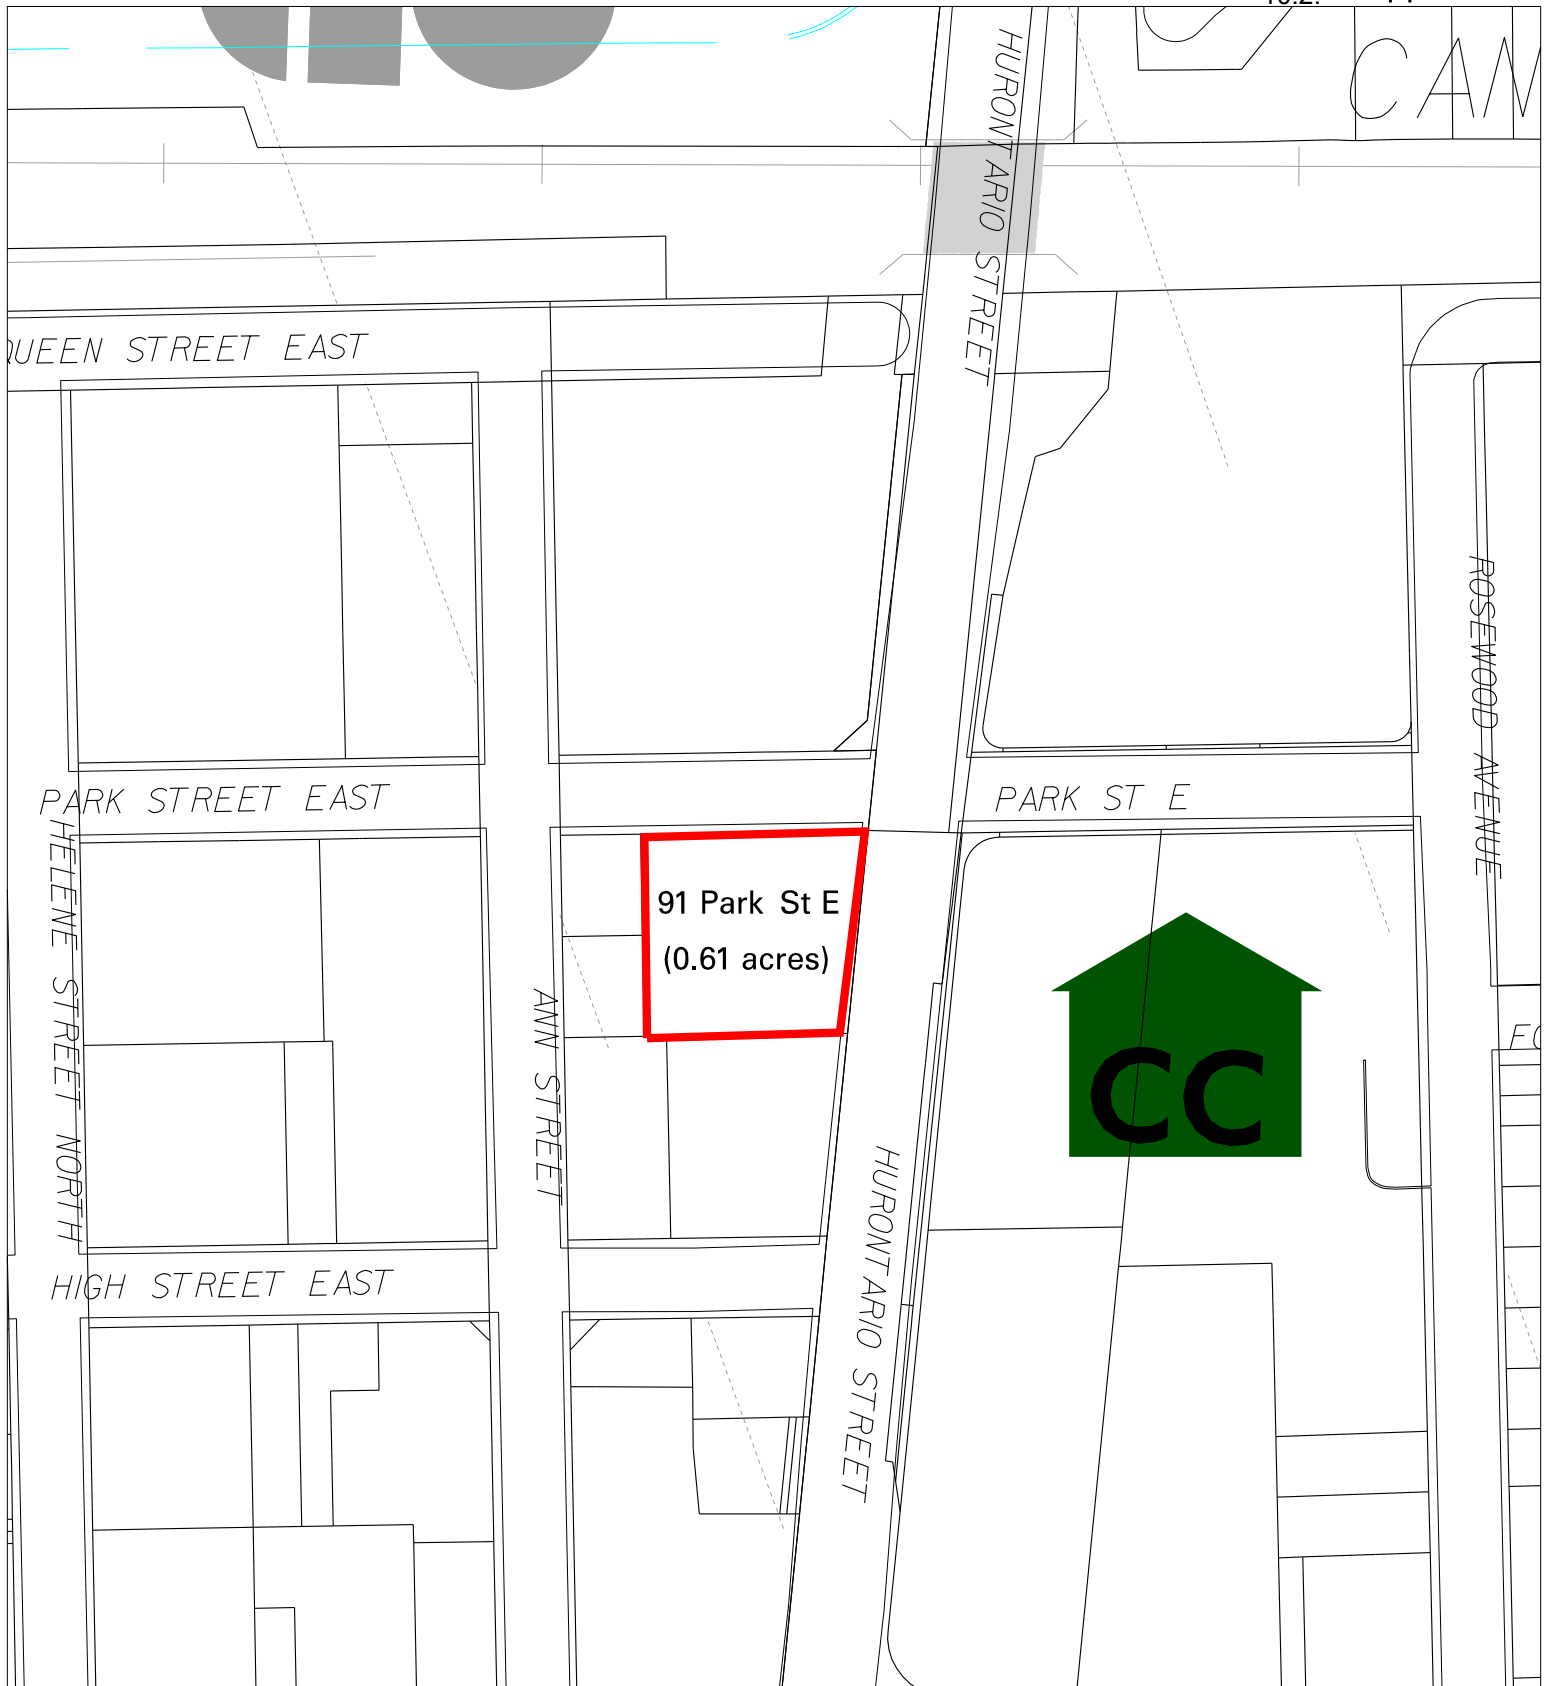 HURONTARIO STREET
QUEEN STREET EAST
ROSEWOOD AVENUE
PARK STREET EAST
PARK ST E
HELENE STREET NORTH
91 Park St E
(0.61 acres)
ANN STREET
CC
HURONTARIO STREET
HIGH STREET EAST